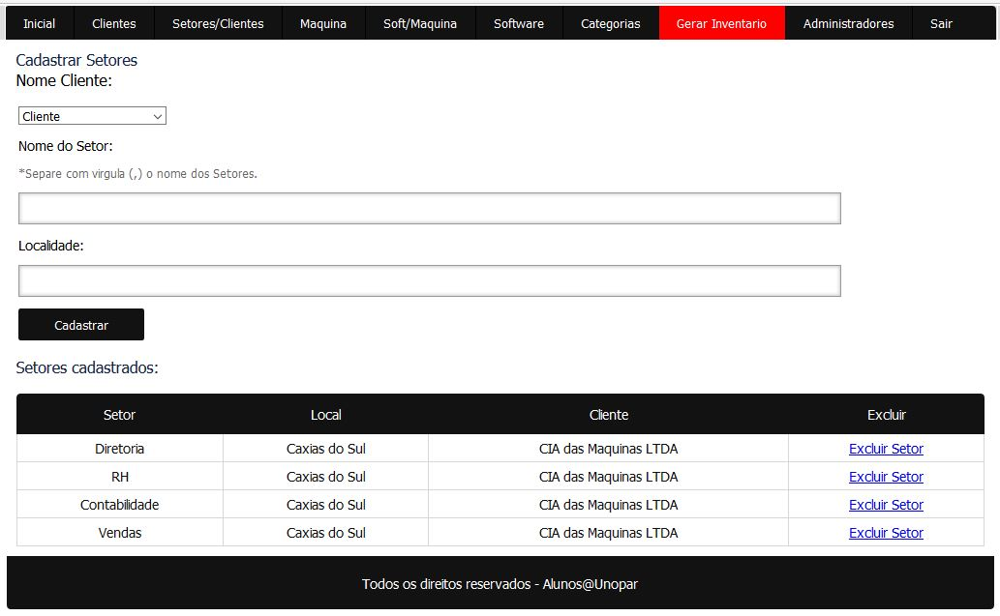 Inicial Clientes Setores/Clientes Maquina Soft/Maquina Software Categorias Gerar Inventario Administradores Sair
Cadastrar Setores
Nome Cliente:
Cliente
Nome do Setor:
*Separe com virgula (,) o nome dos Setores.
Localidade:
Cadastrar
Setores cadastrados:
Setor Local Cliente Excluir
Diretoria Caxias do Sul CIA das Maquinas LTDA Excluir Setor
RH Caxias do Sul CIA das Maquinas LTDA Excluir Setor
Contabilidade Caxias do Sul CIA das Maquinas LTDA Excluir Setor
Vendas Caxias do Sul CIA das Maquinas LTDA Excluir Setor
Todos os direitos reservados - Alunos@Unopar